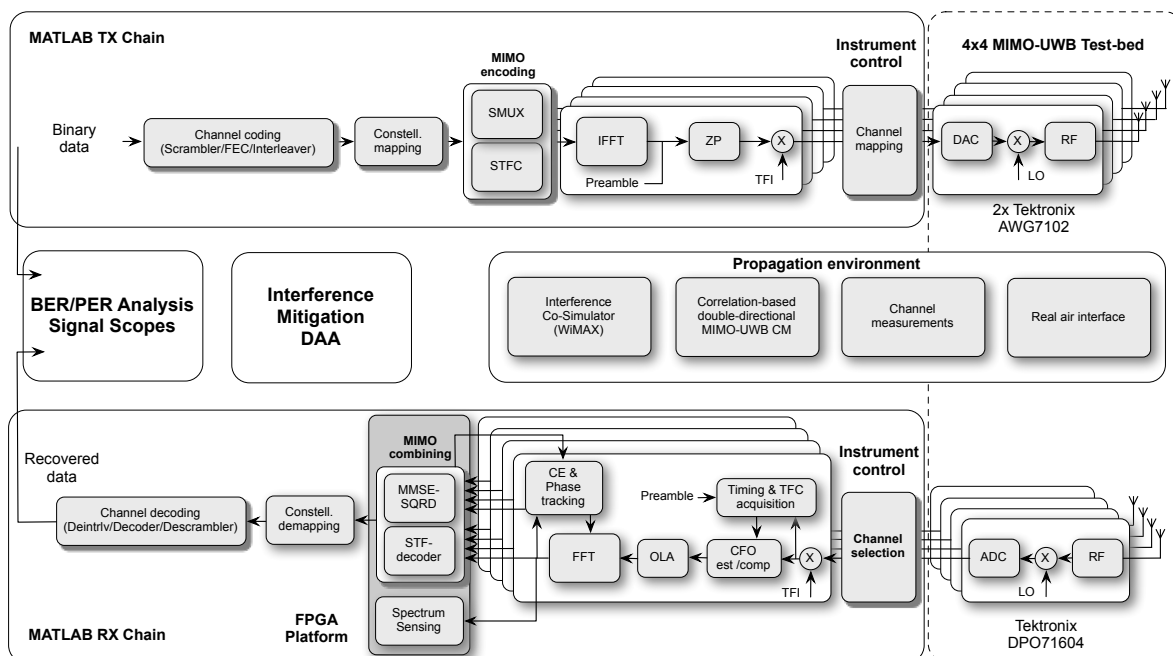 MATLAB TX Chain
Binary
data
Channel coding
(Scrambler/FEC/Interleaver)
Constell.
mapping
MIMO
encoding
SMUX
STFC
IFFT
Preamble
ZP
X
TFI
Instrument
control
Channel
mapping
4x4 MIMO-UWB Test-bed
DAC
X
LO
RF
2x Tektronix
AWG7102
BER/PER Analysis
Signal Scopes
Interference
Mitigation
DAA
Propagation environment
Interference
Co-Simulator
(WiMAX)
Correlation-based
double-directional
MIMO-UWB CM
Channel
measurements
Real air interface
Recovered
data
Channel decoding
(Deintrlv/Decoder/Descrambler)
Constell.
demapping
MIMO
combining
MMSE-
SQRD
STF-
decoder
Spectrum
Sensing
FPGA
Platform
CE &
Phase
tracking
FFT
OLA
Preamble
Timing & TFC
acquisition
CFO
est /comp
X
TFI
Instrument
control
Channel
selection
ADC
X
LO
RF
Tektronix
DPO71604
MATLAB RX Chain